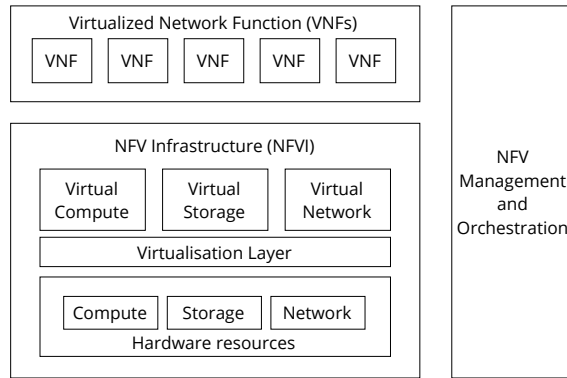 Virtualized Network Function (VNFs)
VNF VNF VNF VNF VNF
NFV Infrastructure (NFVI)
Virtual Compute
Virtual Storage
Virtual Network
Virtualisation Layer
Compute Storage Network
Hardware resources
NFV
Management
and
Orchestration